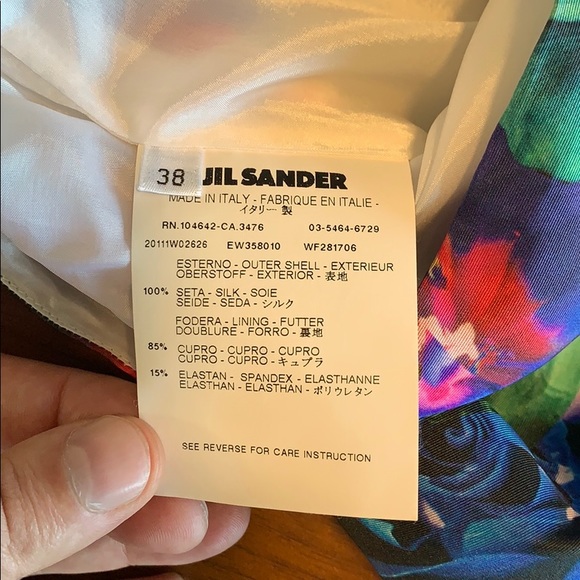 38
JIL SANDER
MADE IN ITALY - FABRIQUE EN ITALIE -
イタリー 製
RN.104642-CA.3476 03-5464-6729
20111W02626 EW358010 WF281706
ESTERNO - OUTER SHELL - EXTERIEUR
OBERSTOFF - EXTERIOR - 表地
100% SETA - SILK - SOIE
SEIDE - SEDA - シルク
FODERA - LINING - FUTTER
DOUBLURE - FORRO - 裏地
85% CUPRO - CUPRO - CUPRO
CUPRO - CUPRO - キュプラ
15% ELASTAN - SPANDEX - ELASTHANNE
ELASTHAN - ELASTHAN - ポリウレタン
SEE REVERSE FOR CARE INSTRUCTION